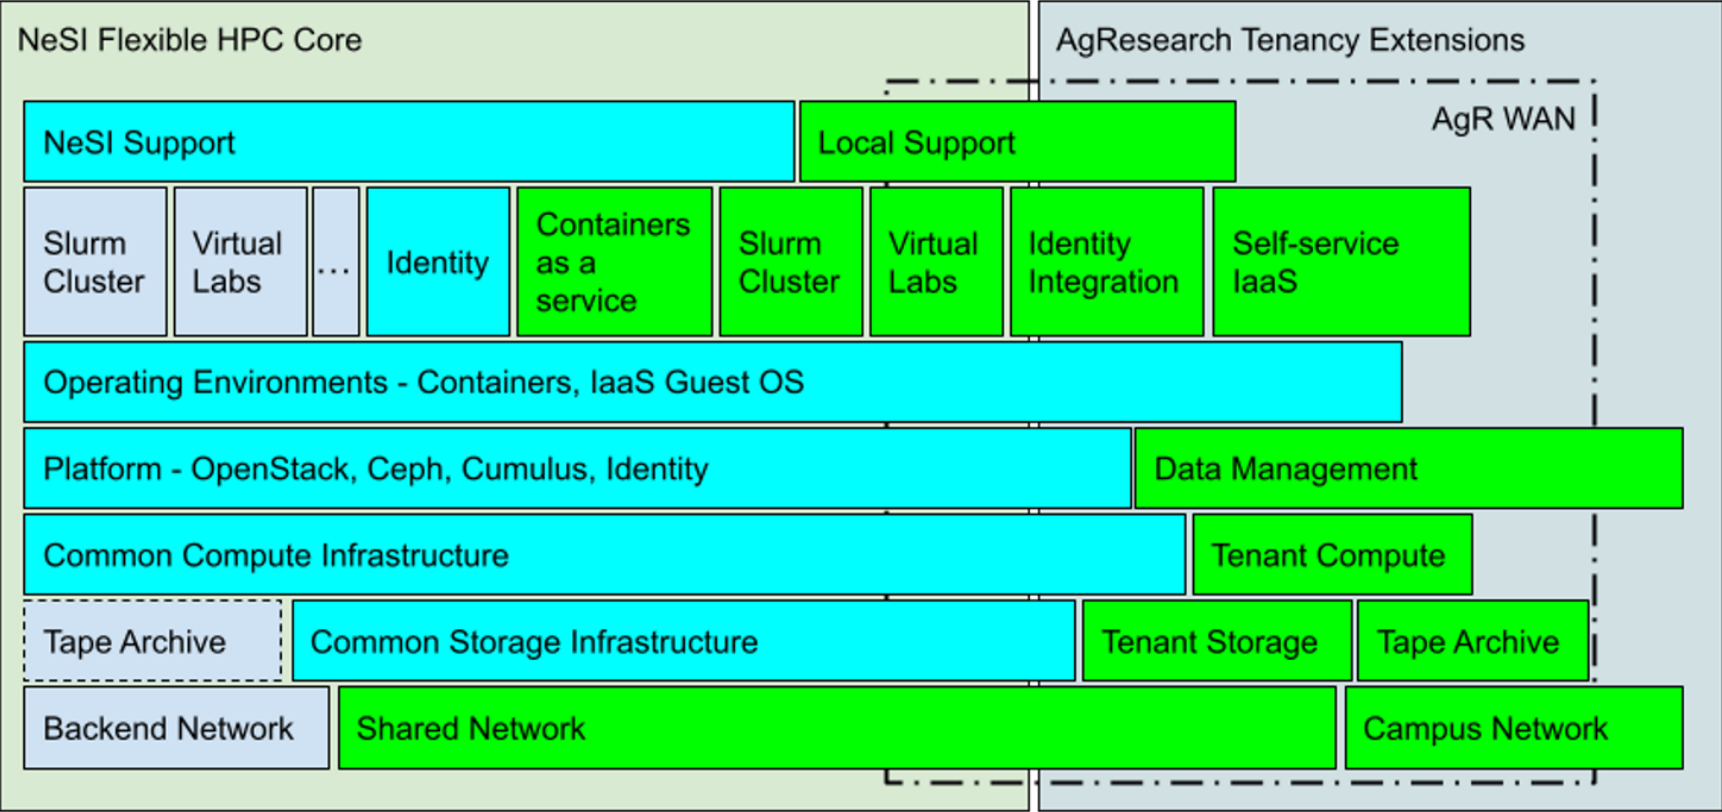 NeSI Flexible HPC Core
AgResearch Tenancy Extensions
AgR WAN
NeSI Support
Local Support
Slurm
Cluster
Virtual
Labs
...
Identity
Containers
as a
service
Slurm
Cluster
Virtual
Labs
Identity
Integration
Self-service
IaaS
Operating Environments - Containers, IaaS Guest OS
Platform - OpenStack, Ceph, Cumulus, Identity
Data Management
Common Compute Infrastructure
Tenant Compute
Tape Archive
Common Storage Infrastructure
Tenant Storage
Tape Archive
Backend Network
Shared Network
Campus Network